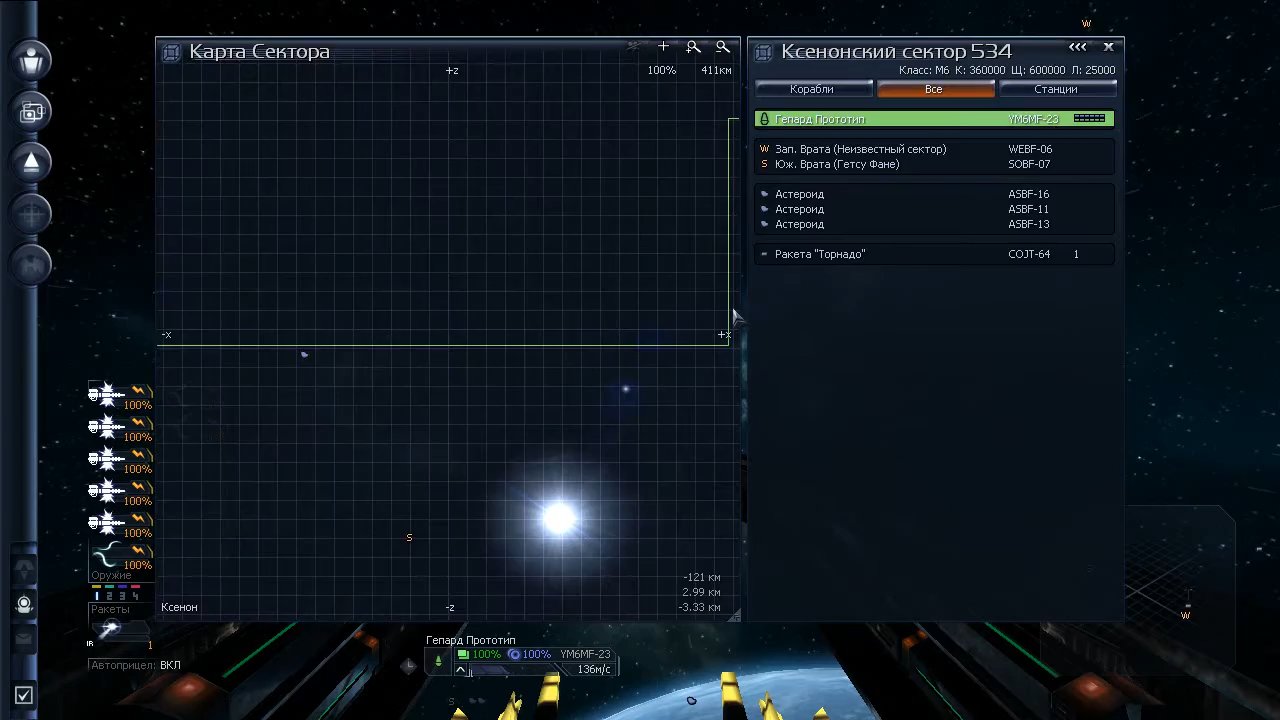 W
Карта Сектора
+z
100%
411км
-x
+x
S
-121 км
2.99 км
-3.33 км
Ксенон
-z
Ксенонский сектор 534
Класс: М6 К: 360000 Щ: 600000 Л: 25000
Корабли
Все
Станции
Гепард Прототип YM6MF-23
W Зап. Врата (Неизвестный сектор) WEBF-06
S Юж. Врата (Гетсу Фане) SOBF-07
Астероид ASBF-16
Астероид ASBF-11
Астероид ASBF-13
Ракета "Торнадо" COJT-64 1
100%
100%
100%
100%
100%
100%
Оружие
1 2 3 4
Ракеты
IR 1
Автоприцел: ВКЛ
Гепард Прототип
100% 100% YM6MF-23
136м/с
S
W